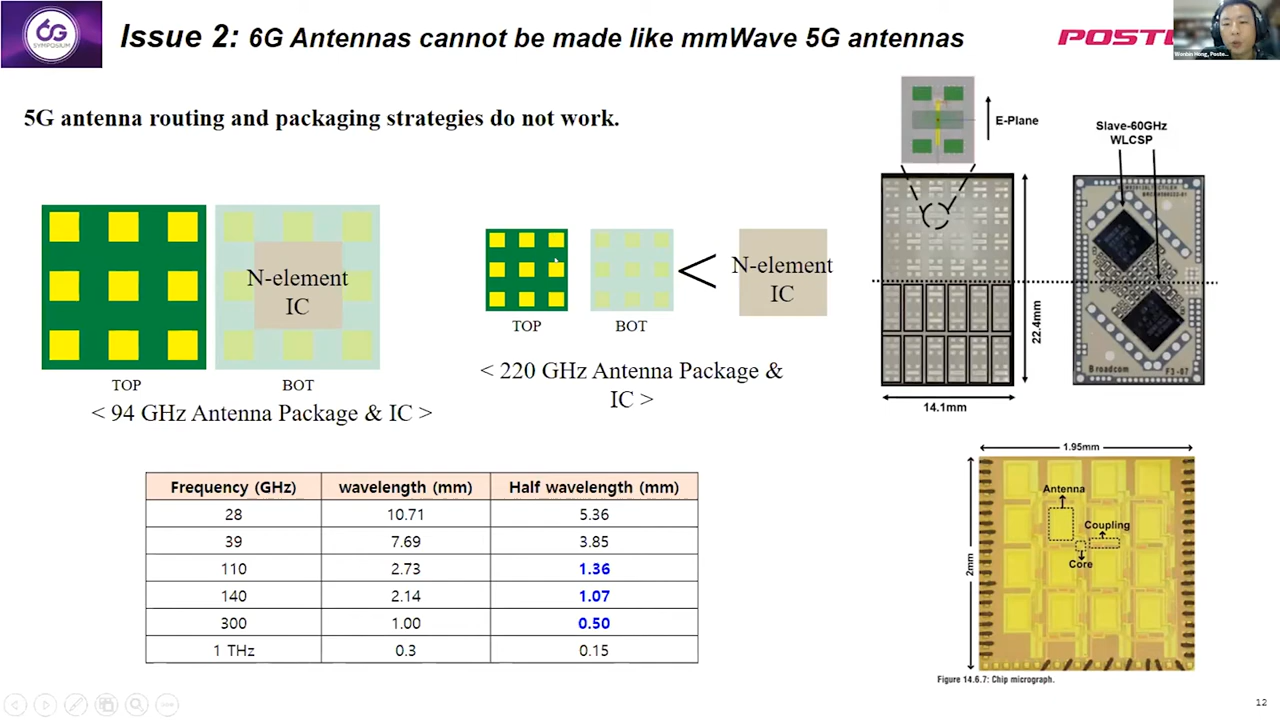 6G
SYMPOSIUM
Issue 2: 6G Antennas cannot be made like mmWave 5G antennas
Wonbin Hong, Poste...
5G antenna routing and packaging strategies do not work.
N-element
IC
TOP
BOT
< 94 GHz Antenna Package & IC >
<
N-element
IC
TOP
BOT
< 220 GHz Antenna Package &
IC >
E-Plane
22.4mm
14.1mm
Slave-60GHz
WLCSP
Broadcom
F3-07
Frequency (GHz) wavelength (mm) Half wavelength (mm)
28 10.71 5.36
39 7.69 3.85
110 2.73 1.36
140 2.14 1.07
300 1.00 0.50
1 THz 0.3 0.15
1.95mm
2mm
Antenna
Coupling
Core
Figure 14.6.7: Chip micrograph.
12